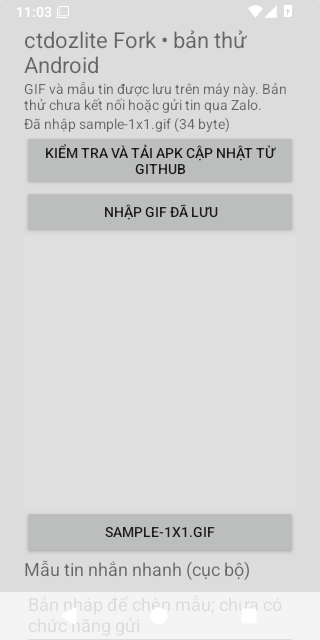 11:03
ctdozlite Fork • bản thử
Android
GIF và mẫu tin được lưu trên máy này. Bản
thử chưa kết nối hoặc gửi tin qua Zalo.
Đã nhập sample-1x1.gif (34 byte)
KIỂM TRA VÀ TẢI APK CẬP NHẬT TỪ
GITHUB
NHẬP GIF ĐÃ LƯU
SAMPLE-1X1.GIF
Mẫu tin nhắn nhanh (cục bộ)
Bản nháp để chèn mẫu; chưa có
chức năng gửi